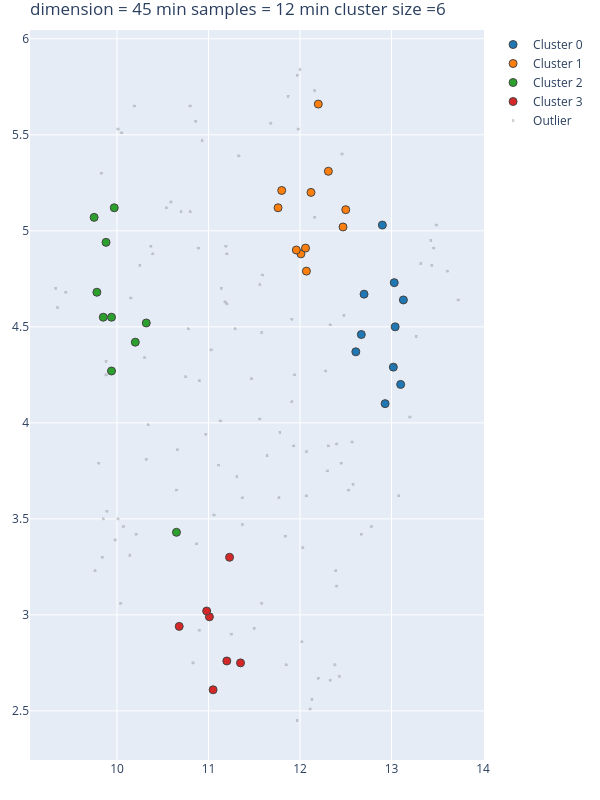 dimension = 45 min samples = 12 min cluster size =6
6
5.5
5
4.5
4
3.5
3
2.5
10
11
12
13
14
Cluster 0
Cluster 1
Cluster 2
Cluster 3
Outlier